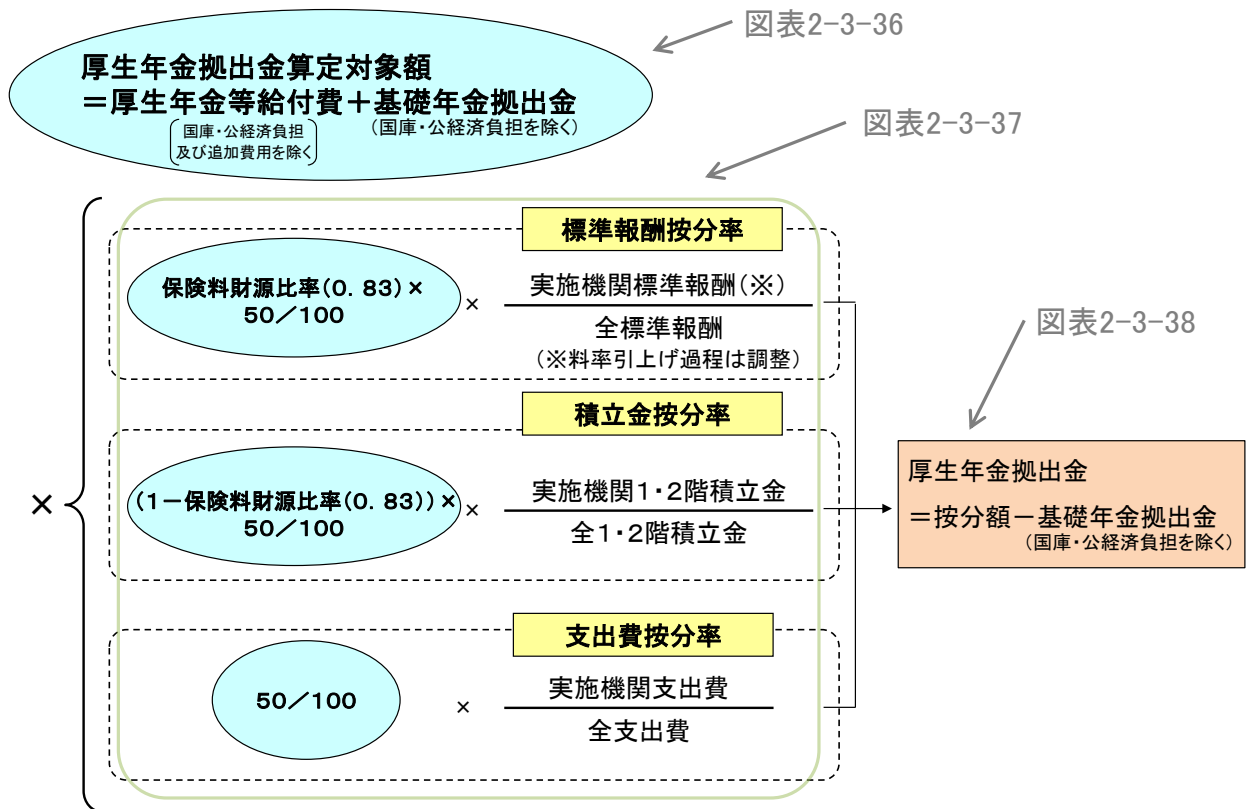 図表2-3-36
厚生年金拠出金算定対象額
=厚生年金等給付費+基礎年金拠出金
国庫・公経済負担
及び追加費用を除く
(国庫・公経済負担を除く)
図表2-3-37
標準報酬按分率
保険料財源比率(0.83)×
50/100
×
実施機関標準報酬(※)
全標準報酬
(※料率引上げ過程は調整)
図表2-3-38
積立金按分率
×
(1-保険料財源比率(0.83))×
50/100
×
実施機関1・2階積立金
全1・2階積立金
厚生年金拠出金
=按分額-基礎年金拠出金
(国庫・公経済負担を除く)
支出費按分率
50/100
×
実施機関支出費
全支出費